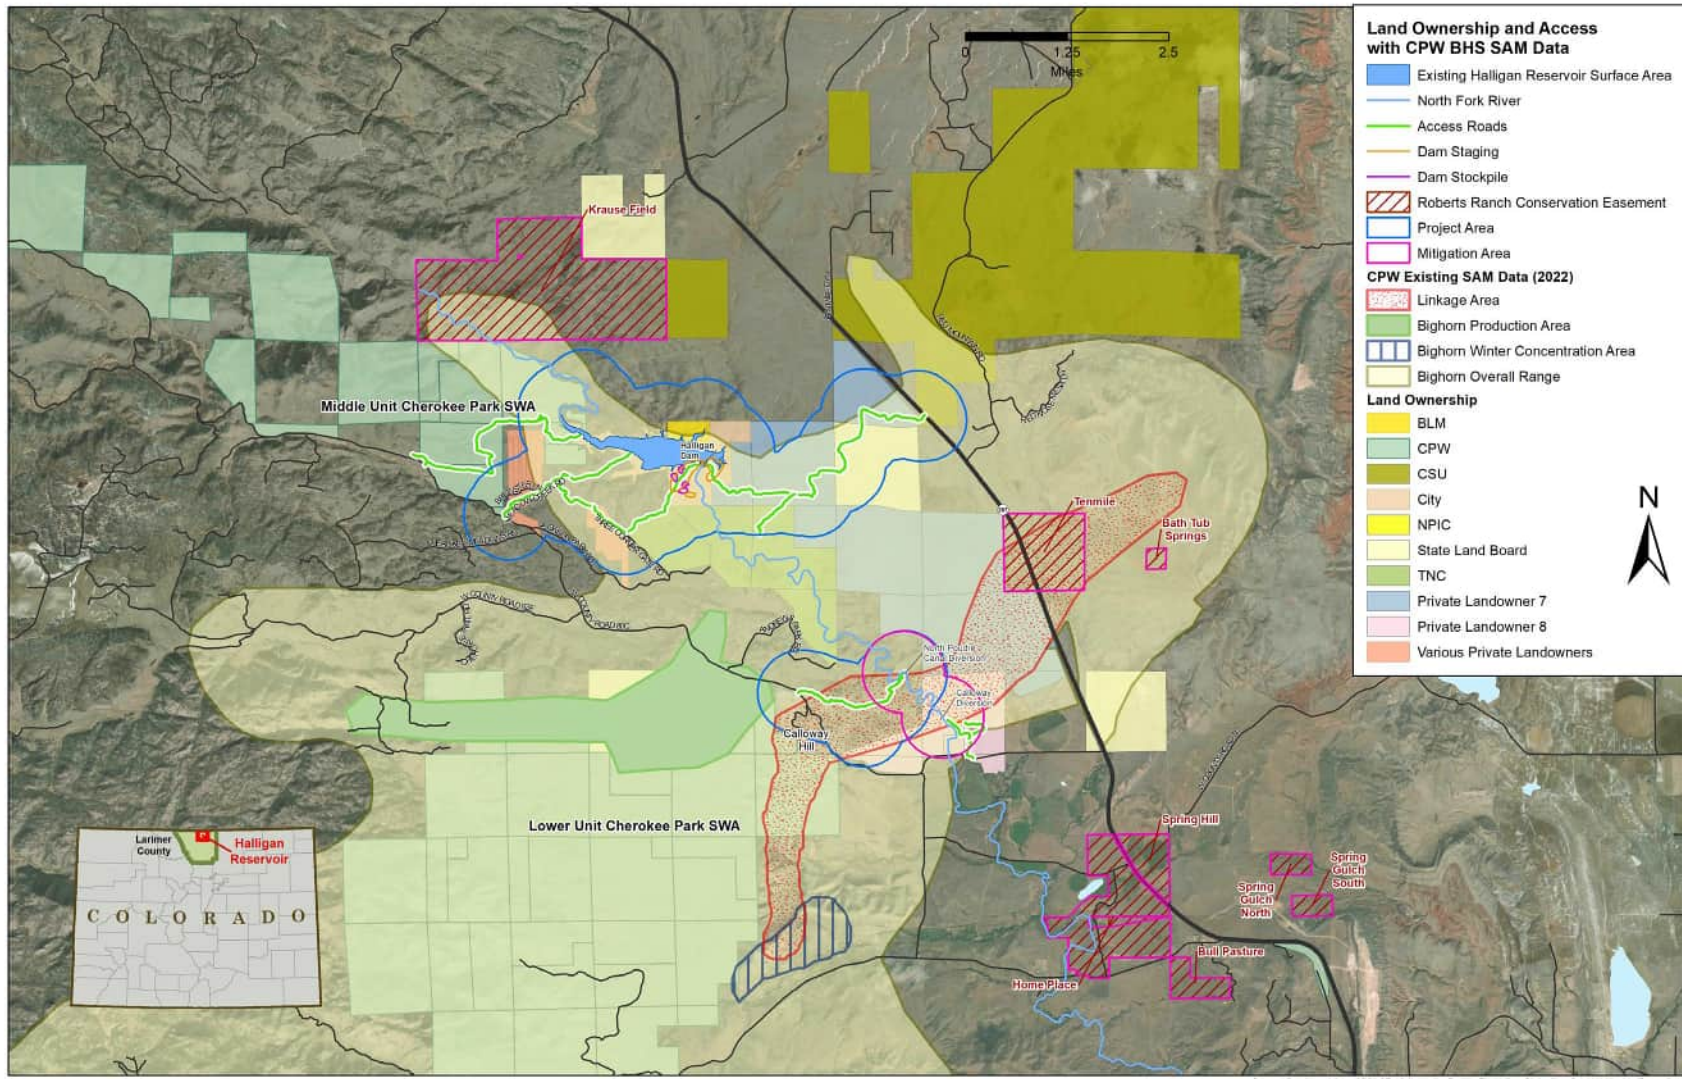 0
1.25
2.5
Miles
Krause Field
Middle Unit Cherokee Park SWA
Halligan
Dam
Tenmile
Bath Tub
Springs
W COUNTY ROAD 80C
North Poudre
Canal Diversion
Calloway
Diversion
Calloway
Hill
Lower Unit Cherokee Park SWA
Spring Hill
Spring
Gulch
South
Spring
Gulch
North
Bull Pasture
Home Place
Larimer
County
Halligan
Reservoir
COLORADO
N
Land Ownership and Access
with CPW BHS SAM Data
Existing Halligan Reservoir Surface Area
North Fork River
Access Roads
Dam Staging
Dam Stockpile
Roberts Ranch Conservation Easement
Project Area
Mitigation Area
CPW Existing SAM Data (2022)
Linkage Area
Bighorn Production Area
Bighorn Winter Concentration Area
Bighorn Overall Range
Land Ownership
BLM
CPW
CSU
City
NPIC
State Land Board
TNC
Private Landowner 7
Private Landowner 8
Various Private Landowners